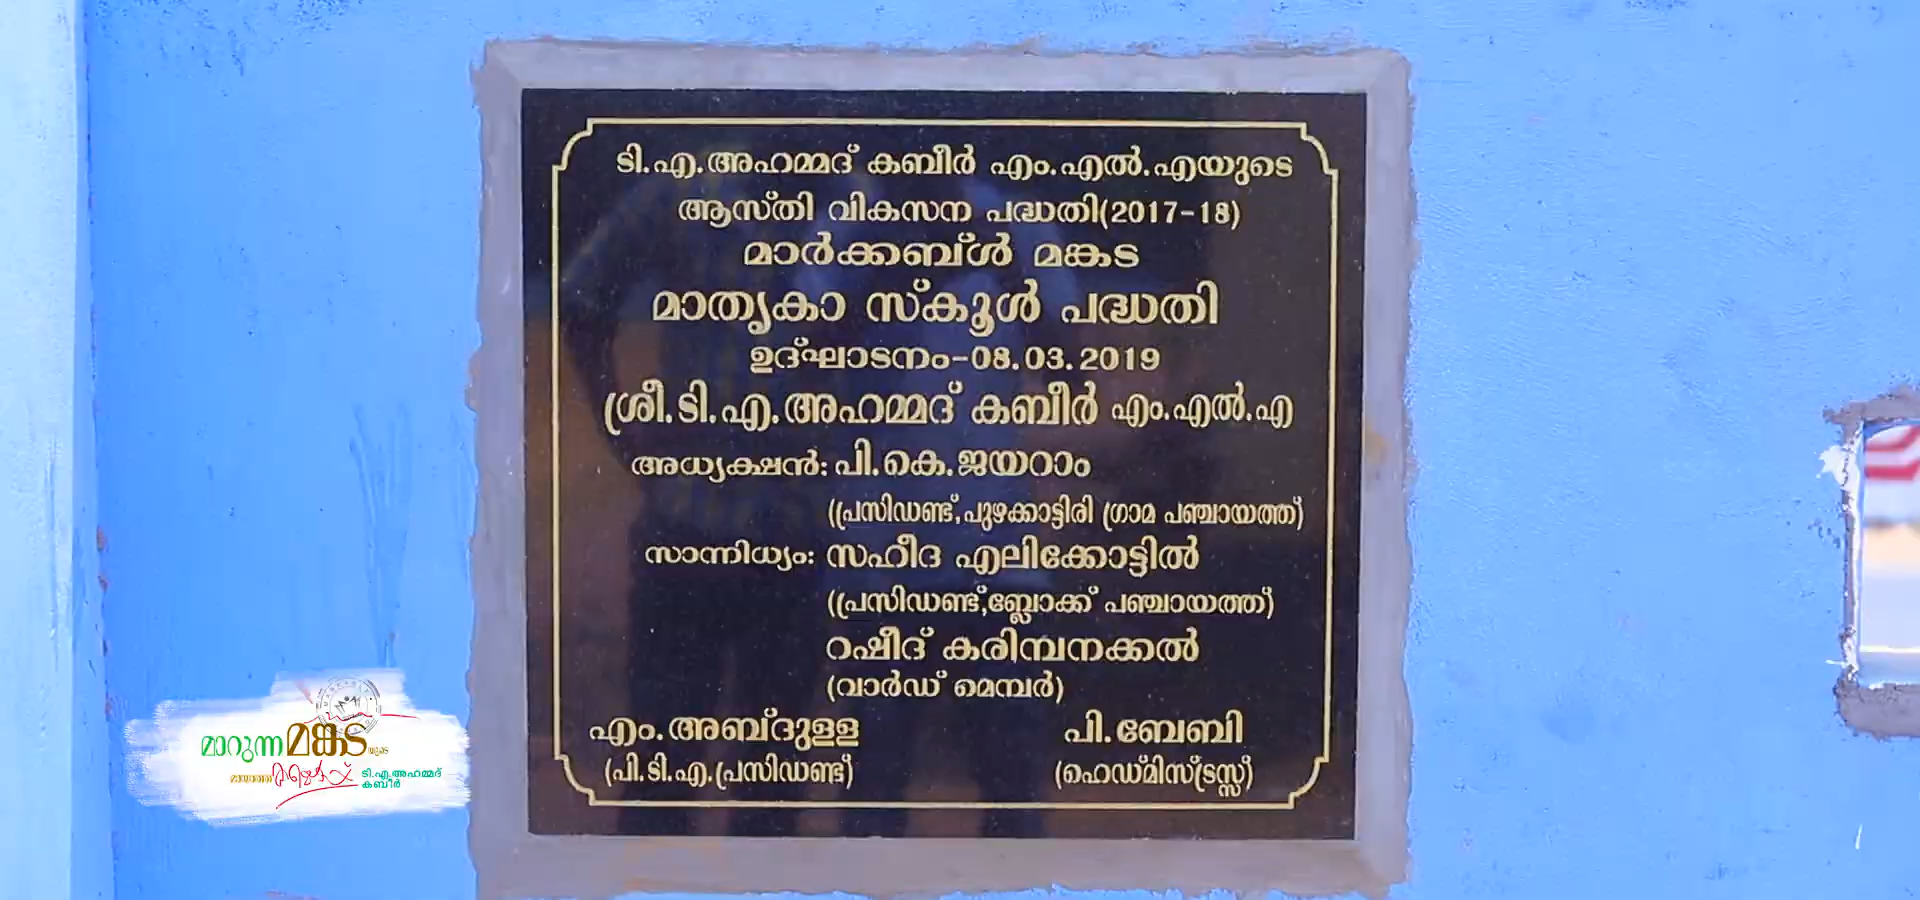 ടി.എ.അഹമ്മദ് കബീർ എം.എൽ.എയുടെ
ആസ്തി വികസന പദ്ധതി(2017-18)
മാർക്കബ്ൾ മങ്കട
മാതൃകാ സ്കൂൾ പദ്ധതി
ഉദ്ഘാടനം-08.03.2019
ശ്രീ.ടി.എ.അഹമ്മദ് കബീർ എം.എൽ.എ
അധ്യക്ഷൻ: പി.കെ.ജയറാം
(പ്രസിഡണ്ട്,പുഴക്കാട്ടിരി ഗ്രാമ പഞ്ചായത്ത്)
സാന്നിധ്യം: സഹീദ എലിക്കോട്ടിൽ
(പ്രസിഡണ്ട്,ബ്ലോക്ക് പഞ്ചായത്ത്)
റഷീദ് കരിമ്പനക്കൽ
(വാർഡ് മെമ്പർ)
എം.അബ്ദുളള പി.ബേബി
(പി.ടി.എ.പ്രസിഡണ്ട്) (ഹെഡ്മിസ്ട്രസ്സ്)
മാറുന്ന മങ്കടയുടെ
മായാത്ത
ടി.എ.അഹമ്മദ്
കബീർ